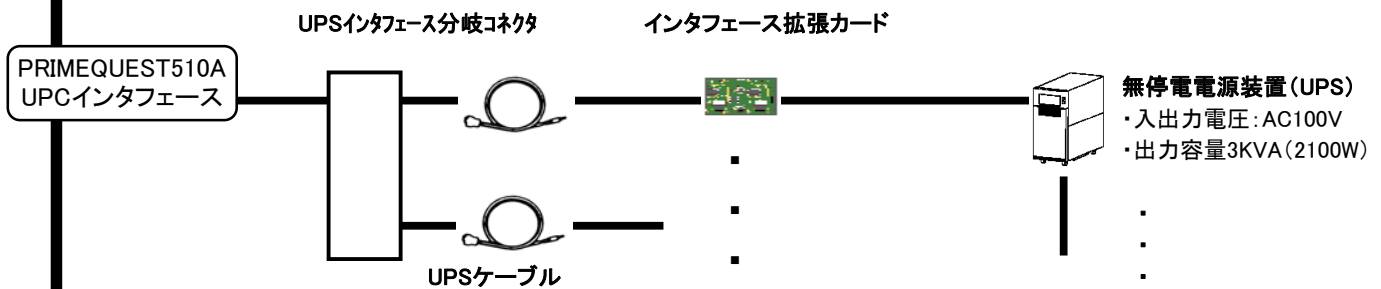 UPSインタフェース分岐コネクタ
インタフェース拡張カード
PRIMEQUEST510A
UPCインタフェース
無停電電源装置(UPS)
・入出力電圧:AC100V
・出力容量3KVA(2100W)
UPSケーブル